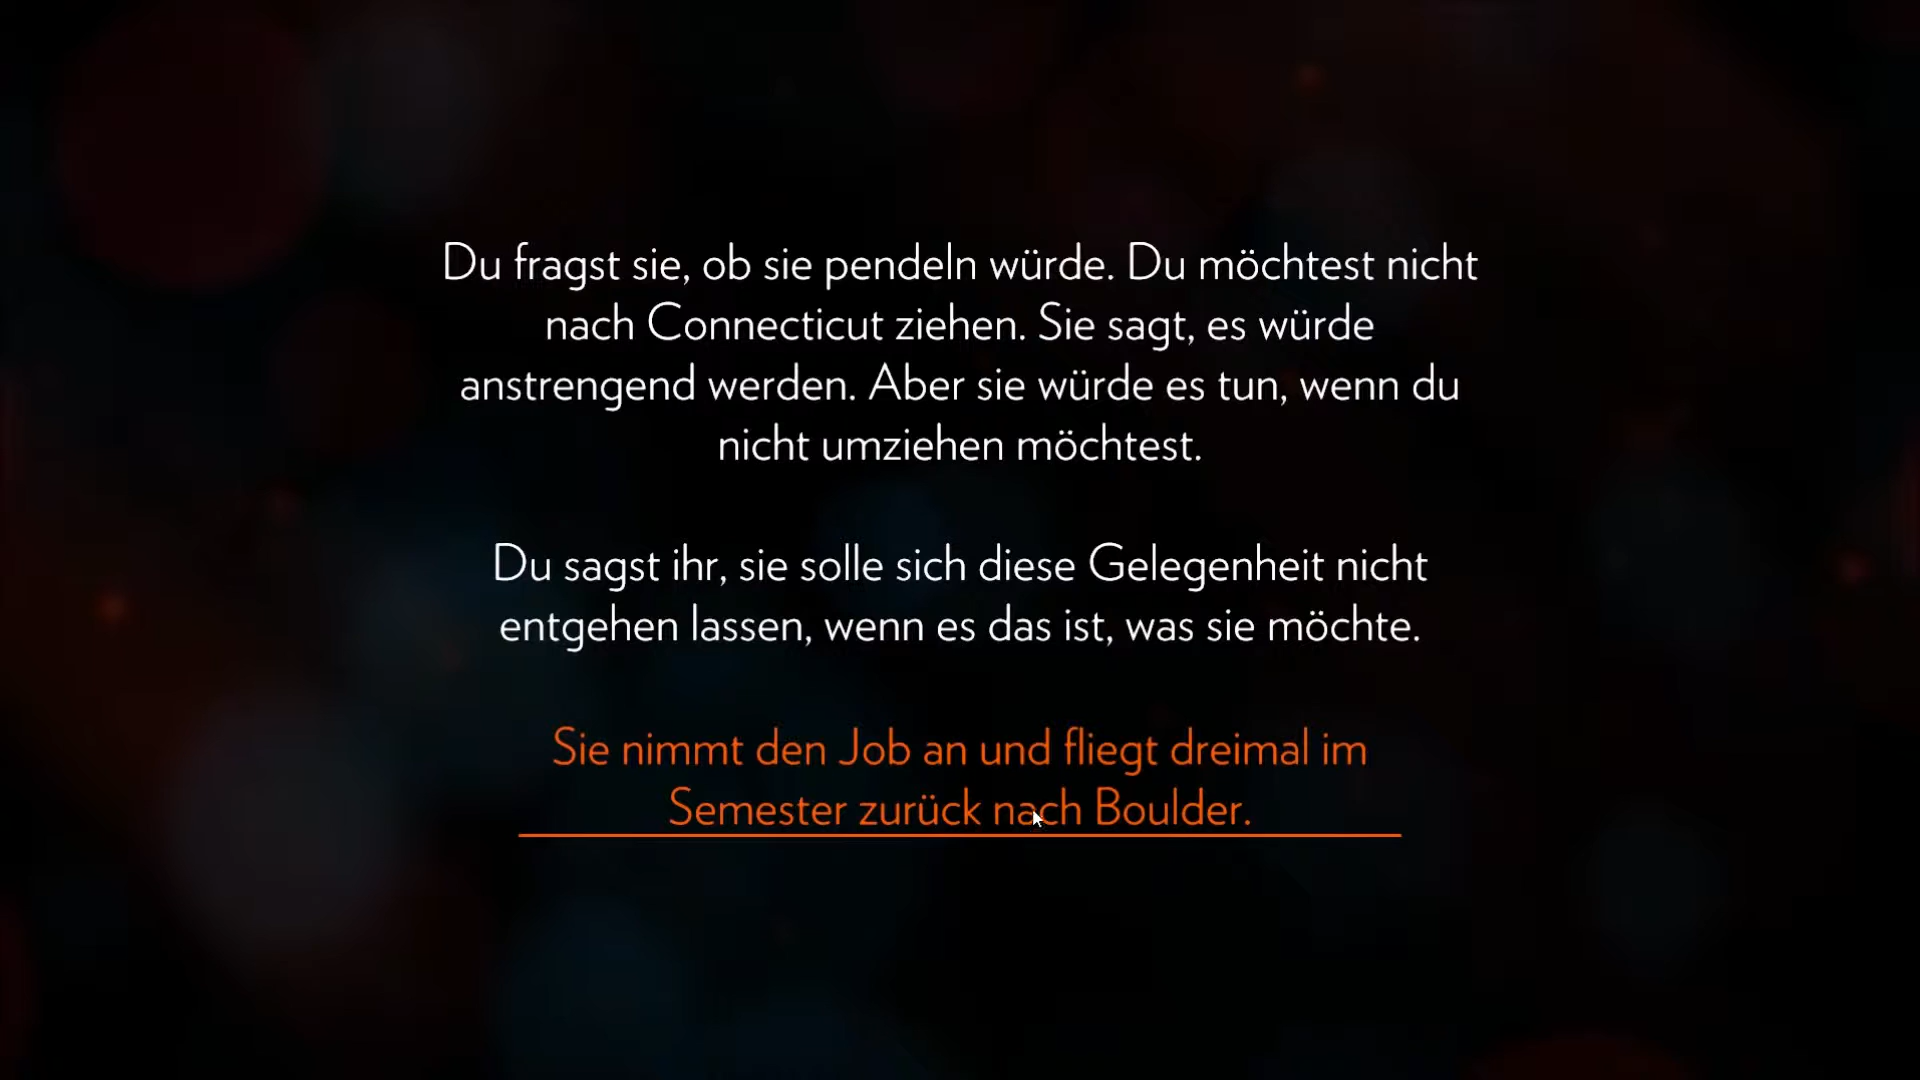 Du fragst sie, ob sie pendeln würde. Du möchtest nicht
nach Connecticut ziehen. Sie sagt, es würde
anstrengend werden. Aber sie würde es tun, wenn du
nicht umziehen möchtest.
Du sagst ihr, sie solle sich diese Gelegenheit nicht
entgehen lassen, wenn es das ist, was sie möchte.
Sie nimmt den Job an und fliegt dreimal im
Semester zurück nach Boulder.